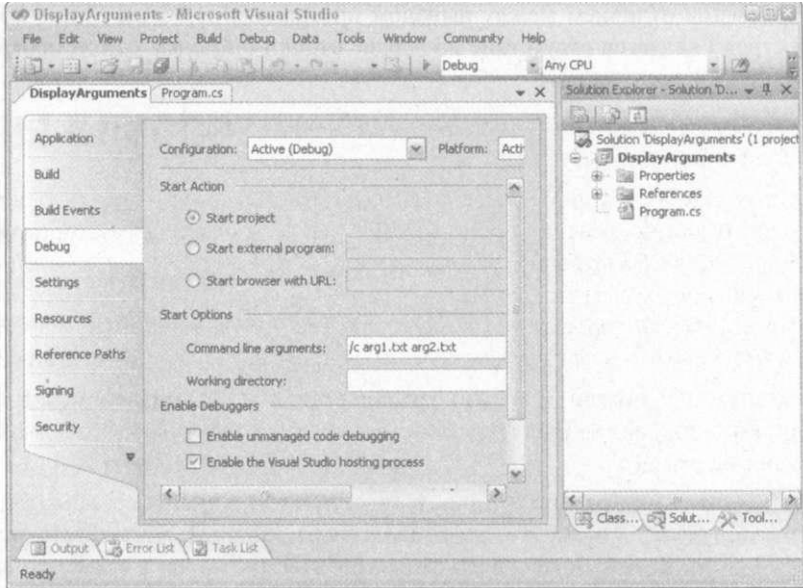 DisplayArguments - Microsoft Visual Studio
File Edit View Project Build Debug Data Tools Window Community Help
Debug Any CPU
DisplayArguments Program.cs
Application
Build
Build Events
Debug
Settings
Resources
Reference Paths
Signing
Security
Configuration: Active (Debug) Platform: Acti
Start Action
Start project
Start external program:
Start browser with URL:
Start Options
Command line arguments: /c arg1.txt arg2.txt
Working directory:
Enable Debuggers
Enable unmanaged code debugging
Enable the Visual Studio hosting process
Solution Explorer - Solution 'D...
Solution 'DisplayArguments' (1 project
DisplayArguments
Properties
References
Program.cs
Class... Solut... Tool...
Output Error List Task List
Ready